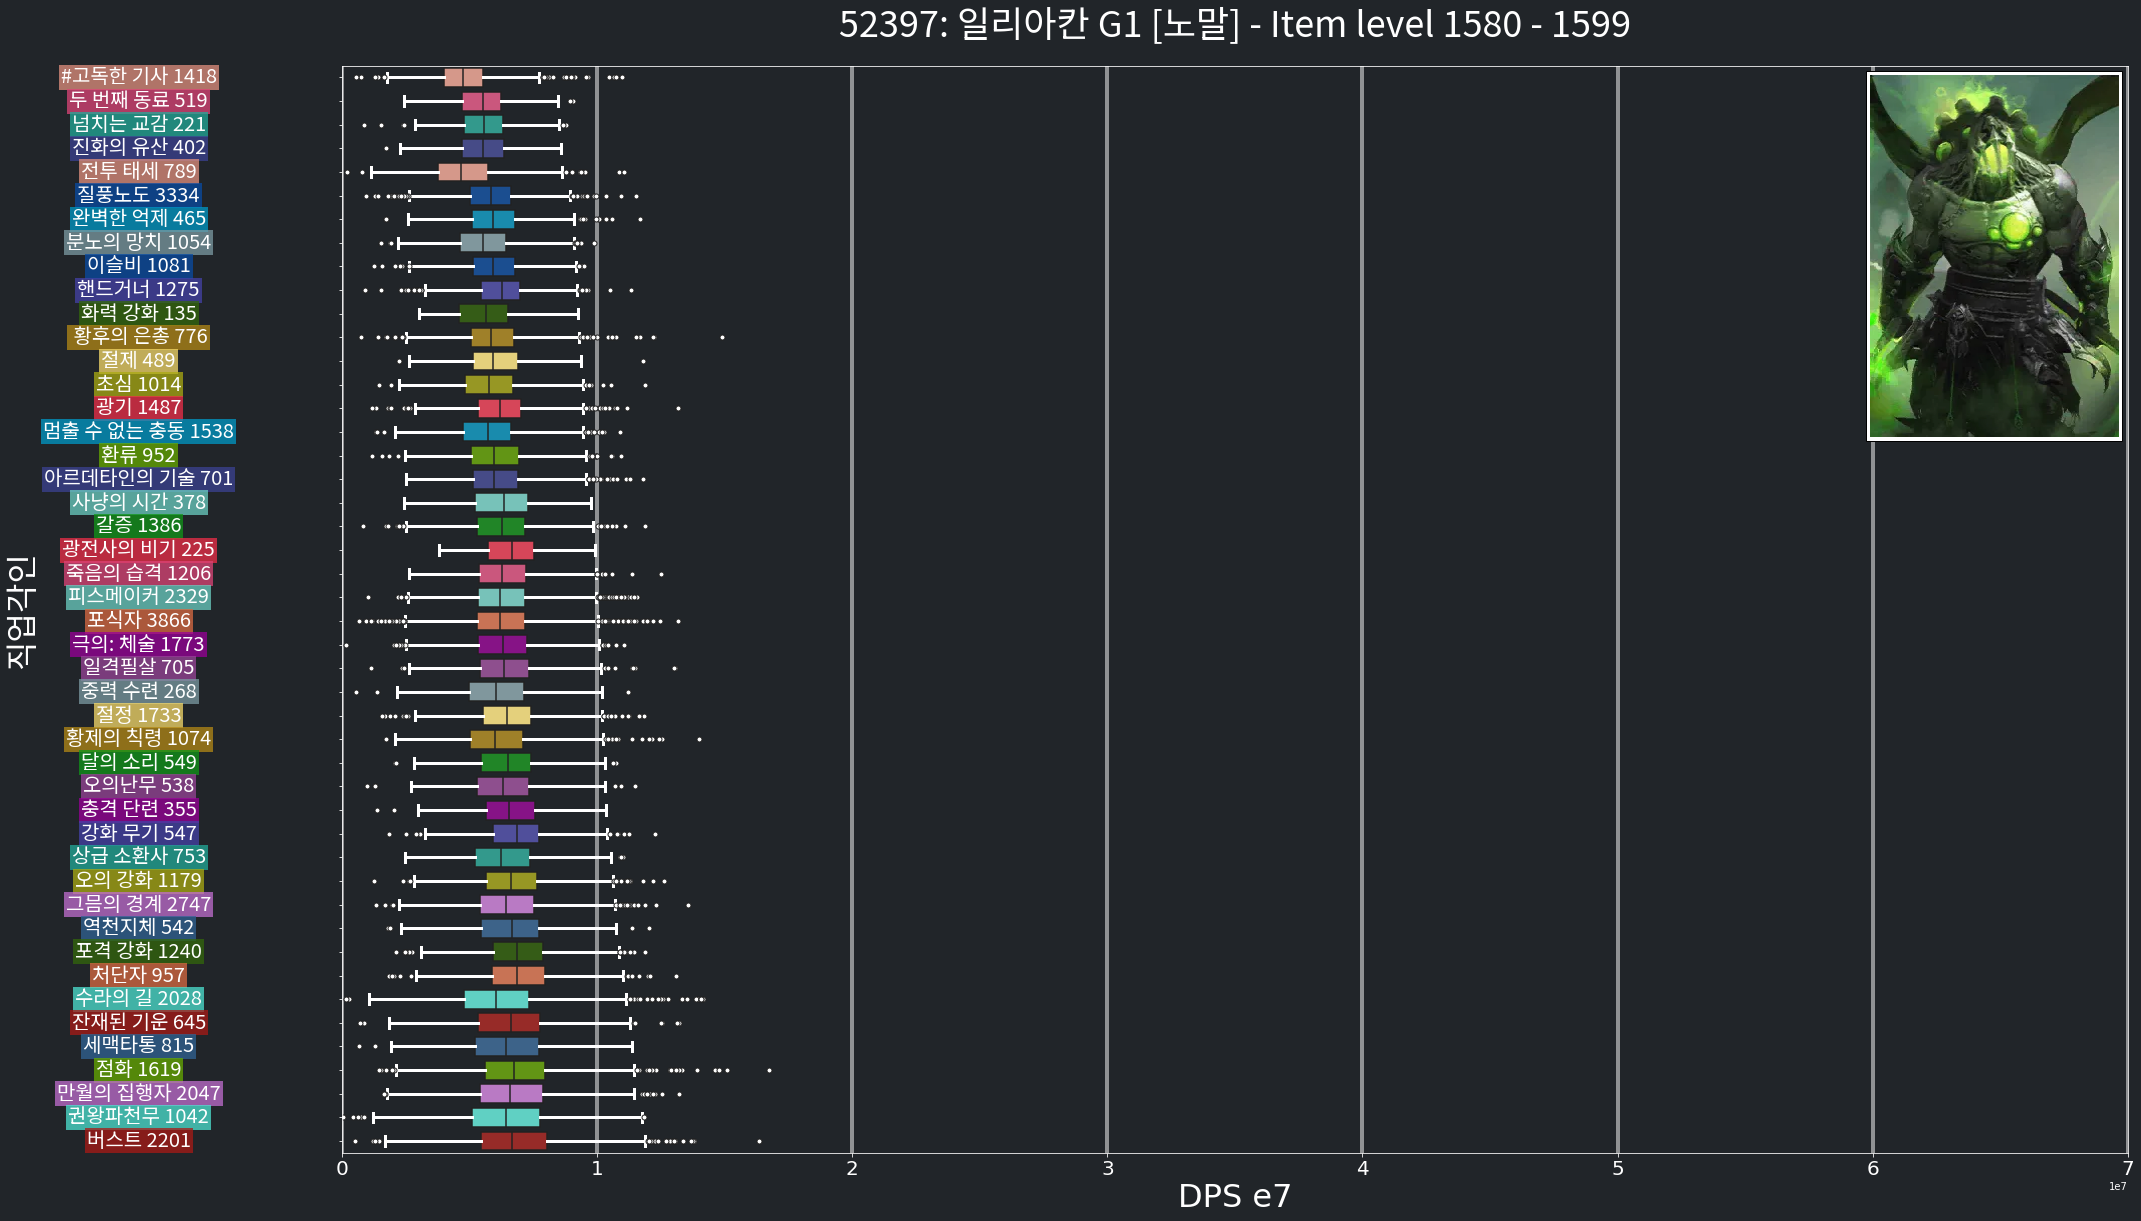 52397: 일리아칸 G1 [노말] - Item level 1580 - 1599
#고독한 기사 1418
두 번째 동료 519
넘치는 교감 221
진화의 유산 402
전투 태세 789
질풍노도 3334
완벽한 억제 465
분노의 망치 1054
이슬비 1081
핸드거너 1275
화력 강화 135
황후의 은총 776
절제 489
초심 1014
광기 1487
멈출 수 없는 충동 1538
환류 952
아르데타인의 기술 701
사냥의 시간 378
갈증 1386
광전사의 비기 225
죽음의 습격 1206
피스메이커 2329
포식자 3866
극의: 체술 1773
일격필살 705
중력 수련 268
절정 1733
황제의 칙령 1074
달의 소리 549
오의난무 538
충격 단련 355
강화 무기 547
상급 소환사 753
오의 강화 1179
그믐의 경계 2747
역천지체 542
포격 강화 1240
처단자 957
수라의 길 2028
잔재된 기운 645
세맥타통 815
점화 1619
만월의 집행자 2047
권왕파천무 1042
버스트 2201
직업각인
0 1 2 3 4 5 6 7
1e7
DPS e7